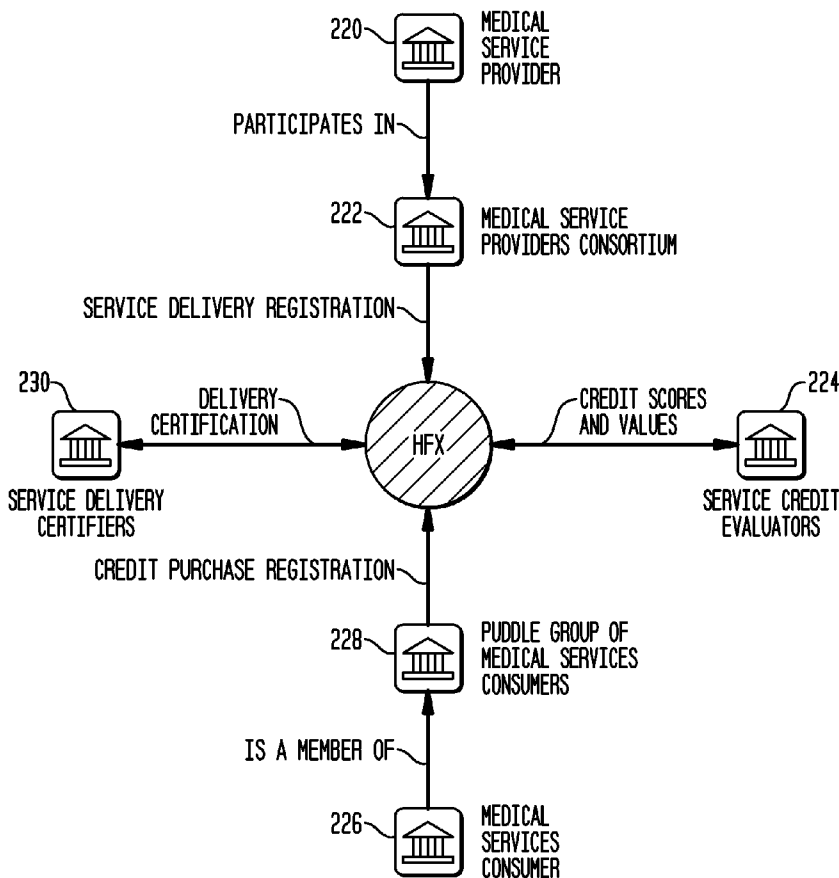 220
MEDICAL
SERVICE
PROVIDER
PARTICIPATES IN
222
MEDICAL SERVICE
PROVIDERS CONSORTIUM
SERVICE DELIVERY REGISTRATION
230
DELIVERY
CERTIFICATION
SERVICE DELIVERY
CERTIFIERS
HFX
CREDIT SCORES
AND VALUES
224
SERVICE CREDIT
EVALUATORS
CREDIT PURCHASE REGISTRATION
228
PUDDLE GROUP OF
MEDICAL SERVICES
CONSUMERS
IS A MEMBER OF
226
MEDICAL
SERVICES
CONSUMER